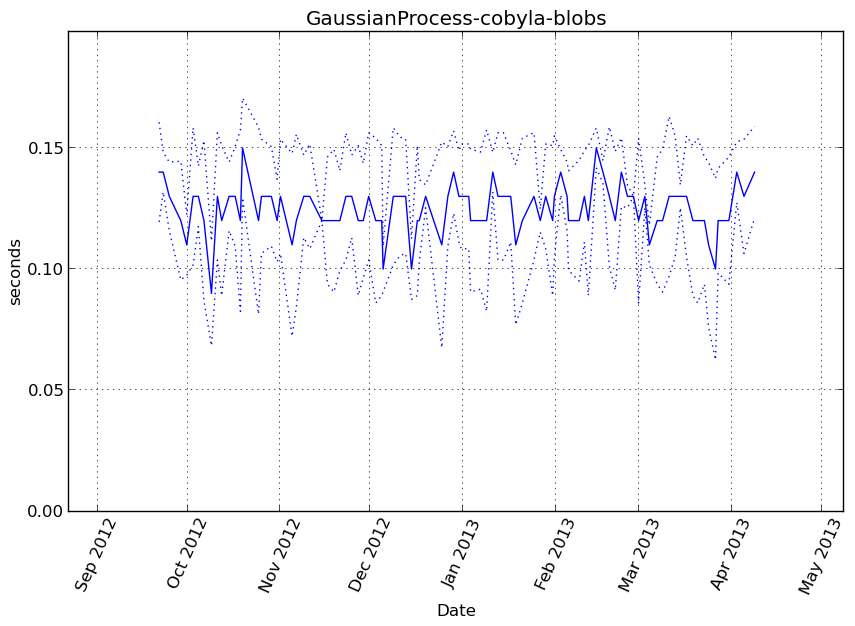 GaussianProcess-cobyla-blobs
seconds
0.15
0.10
0.05
0.00
Sep 2012
Oct 2012
Nov 2012
Dec 2012
Jan 2013
Feb 2013
Mar 2013
Apr 2013
May 2013
Date